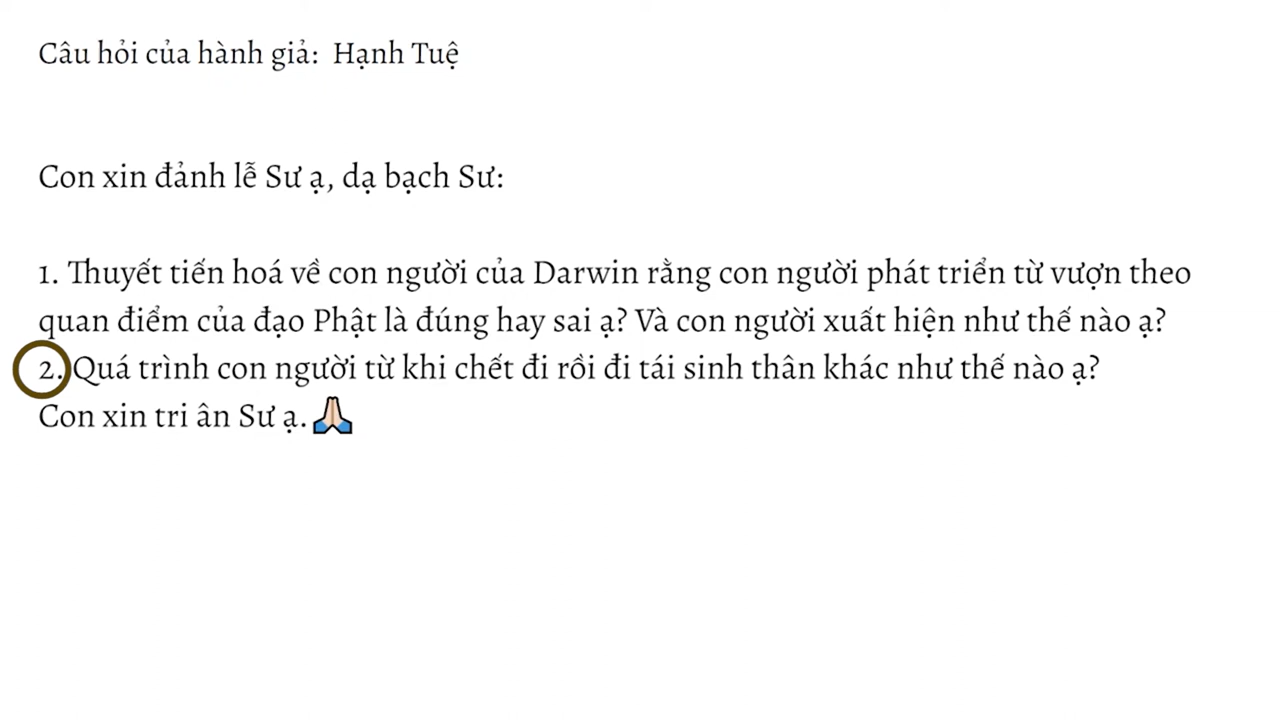 Câu hỏi của hành giả: Hạnh Tuệ
Con xin đảnh lễ Sư ạ, dạ bạch Sư:
1. Thuyết tiến hoá về con người của Darwin rằng con người phát triển từ vượn theo
quan điểm của đạo Phật là đúng hay sai ạ? Và con người xuất hiện như thế nào ạ?
2. Quá trình con người từ khi chết đi rồi đi tái sinh thân khác như thế nào ạ?
Con xin tri ân Sư ạ.🙏🏻